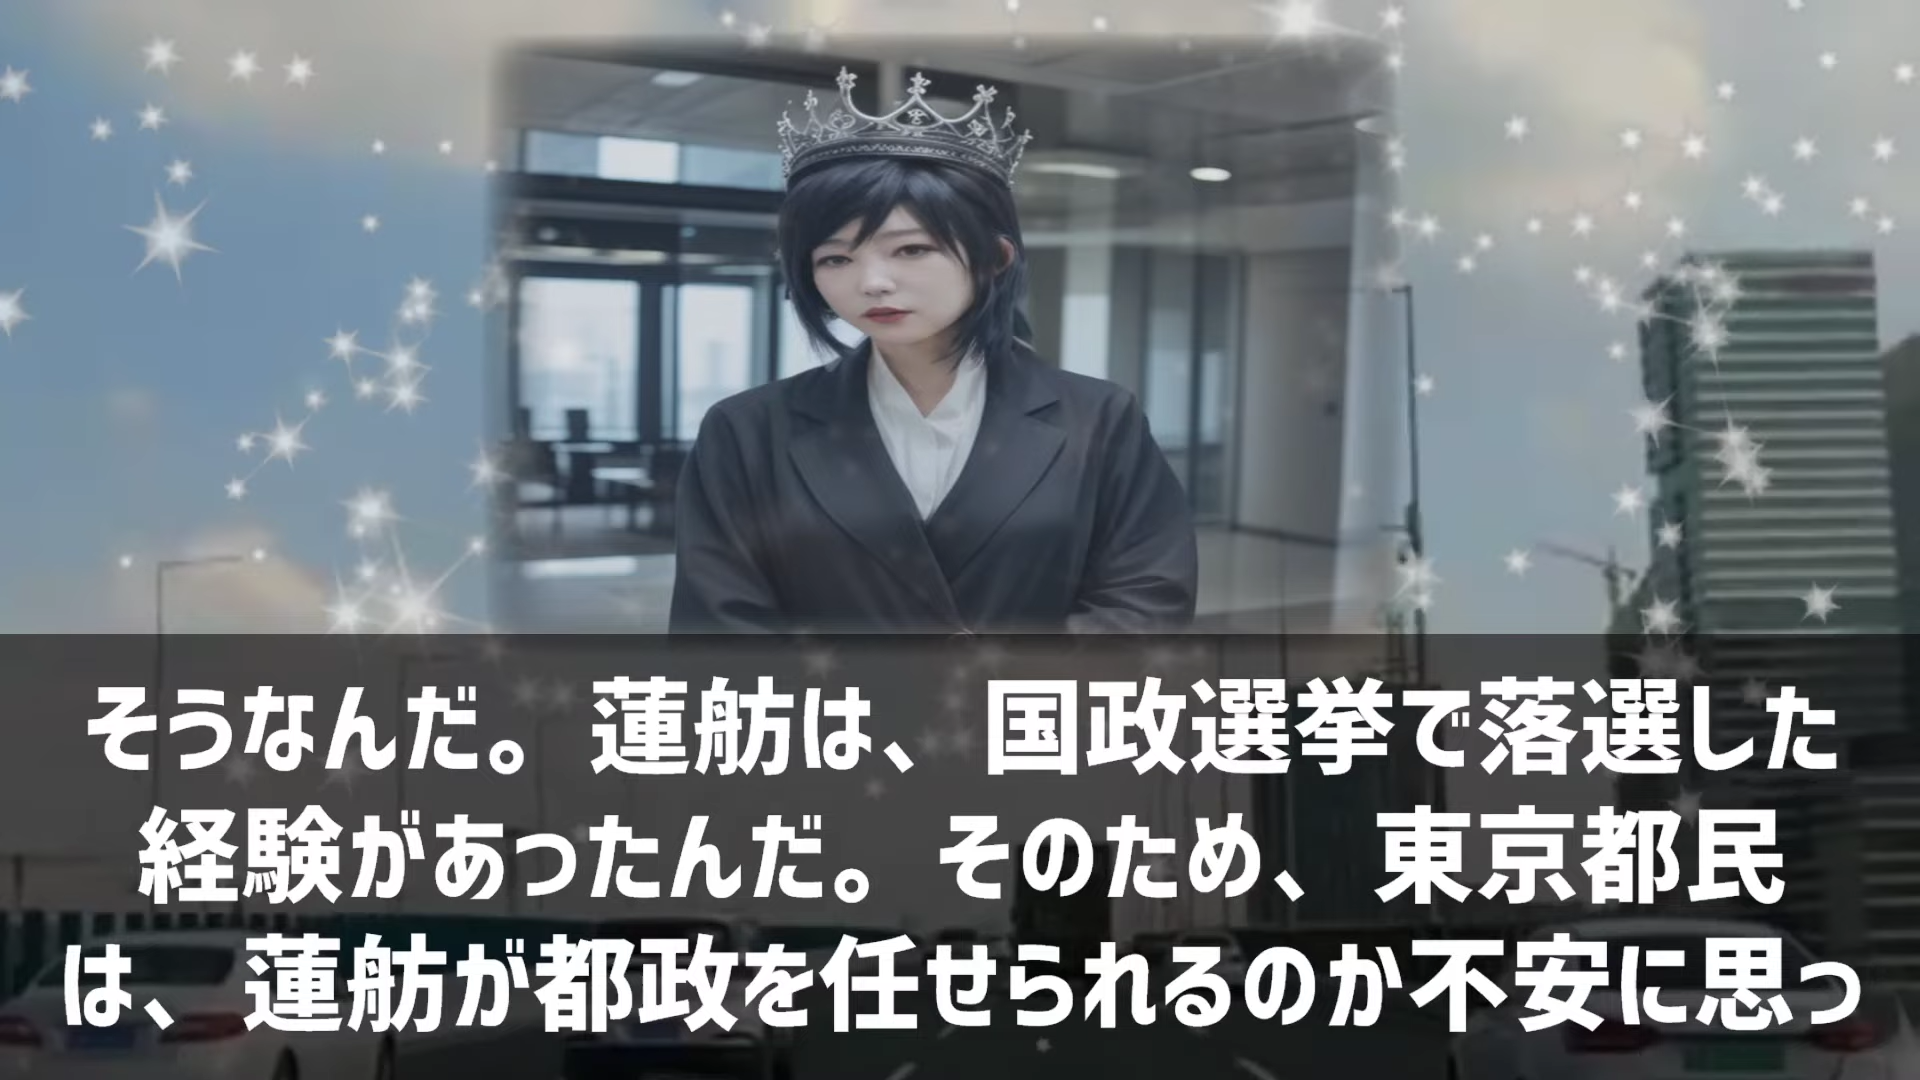 そうなんだ。蓮舫は、国政選挙で落選した
経験があったんだ。そのため、東京都民
は、蓮舫が都政を任せられるのか不安に思っ